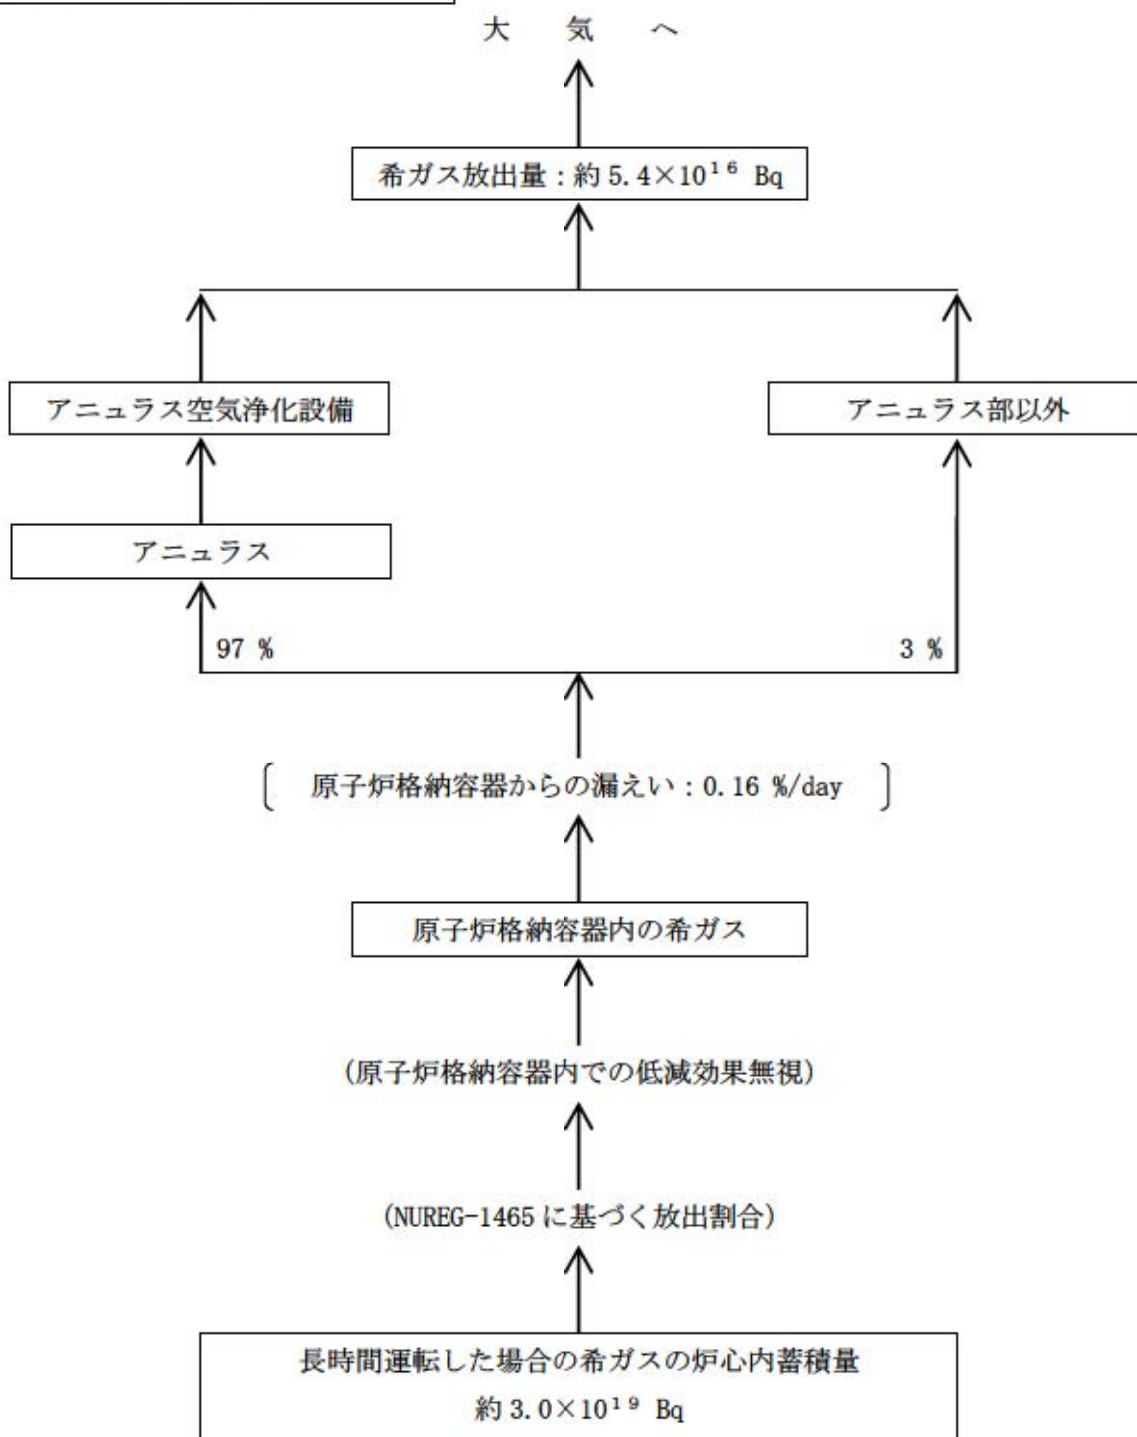 大 気 へ
希ガス放出量：約 5.4×10¹⁶ Bq
アニュラス空気浄化設備
アニュラス部以外
アニュラス
97 %
3 %
〔 原子炉格納容器からの漏えい：0.16 %/day 〕
原子炉格納容器内の希ガス
(原子炉格納容器内での低減効果無視)
(NUREG-1465 に基づく放出割合)
長時間運転した場合の希ガスの炉心内蓄積量
約 3.0×10¹⁹ Bq